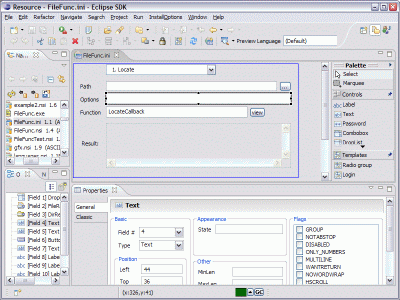 Resource - FileFunc.ini - Eclipse SDK
File Edit Refactor Navigate Search Project Run InstallOptions Window Help
Preview Language (Default)
Na...
FileFunc.ini
example2.nsi 1.6
FileFunc.exe
FileFunc.ini 1.1 (A
FileFunc.nsi 1.4 (
FileFuncTest.nsi 1.
gfx.nsi 1.9 (ASCII
1. Locate
Path
...
Options
Function LocateCallback view
Result:
Palette
Select
Marquee
Controls
Label
Text
Password
Combobox
DropList
Templates
Radio group
Login
O N
[Field 1] Drop
[Field 2] FileR
[Field 3] DirRe
[Field 4] Text
[Field 5] Text
[Field 6] Butto
[Field 7] Text
[Field 8] Label
[Field 9] Label
[Field 10] Labe
Properties
General
Classic
Text
Basic
Field # 4
Type Text
Position
Left 44
Top 36
Appearance
State
Other
MinLen
MaxLen
Flags
GROUP
NOTABSTOP
DISABLED
ONLY_NUMBERS
MULTILINE
WANTRETURN
NOWORDWRAP
HSCROLL
(x:326,y:41)
GC